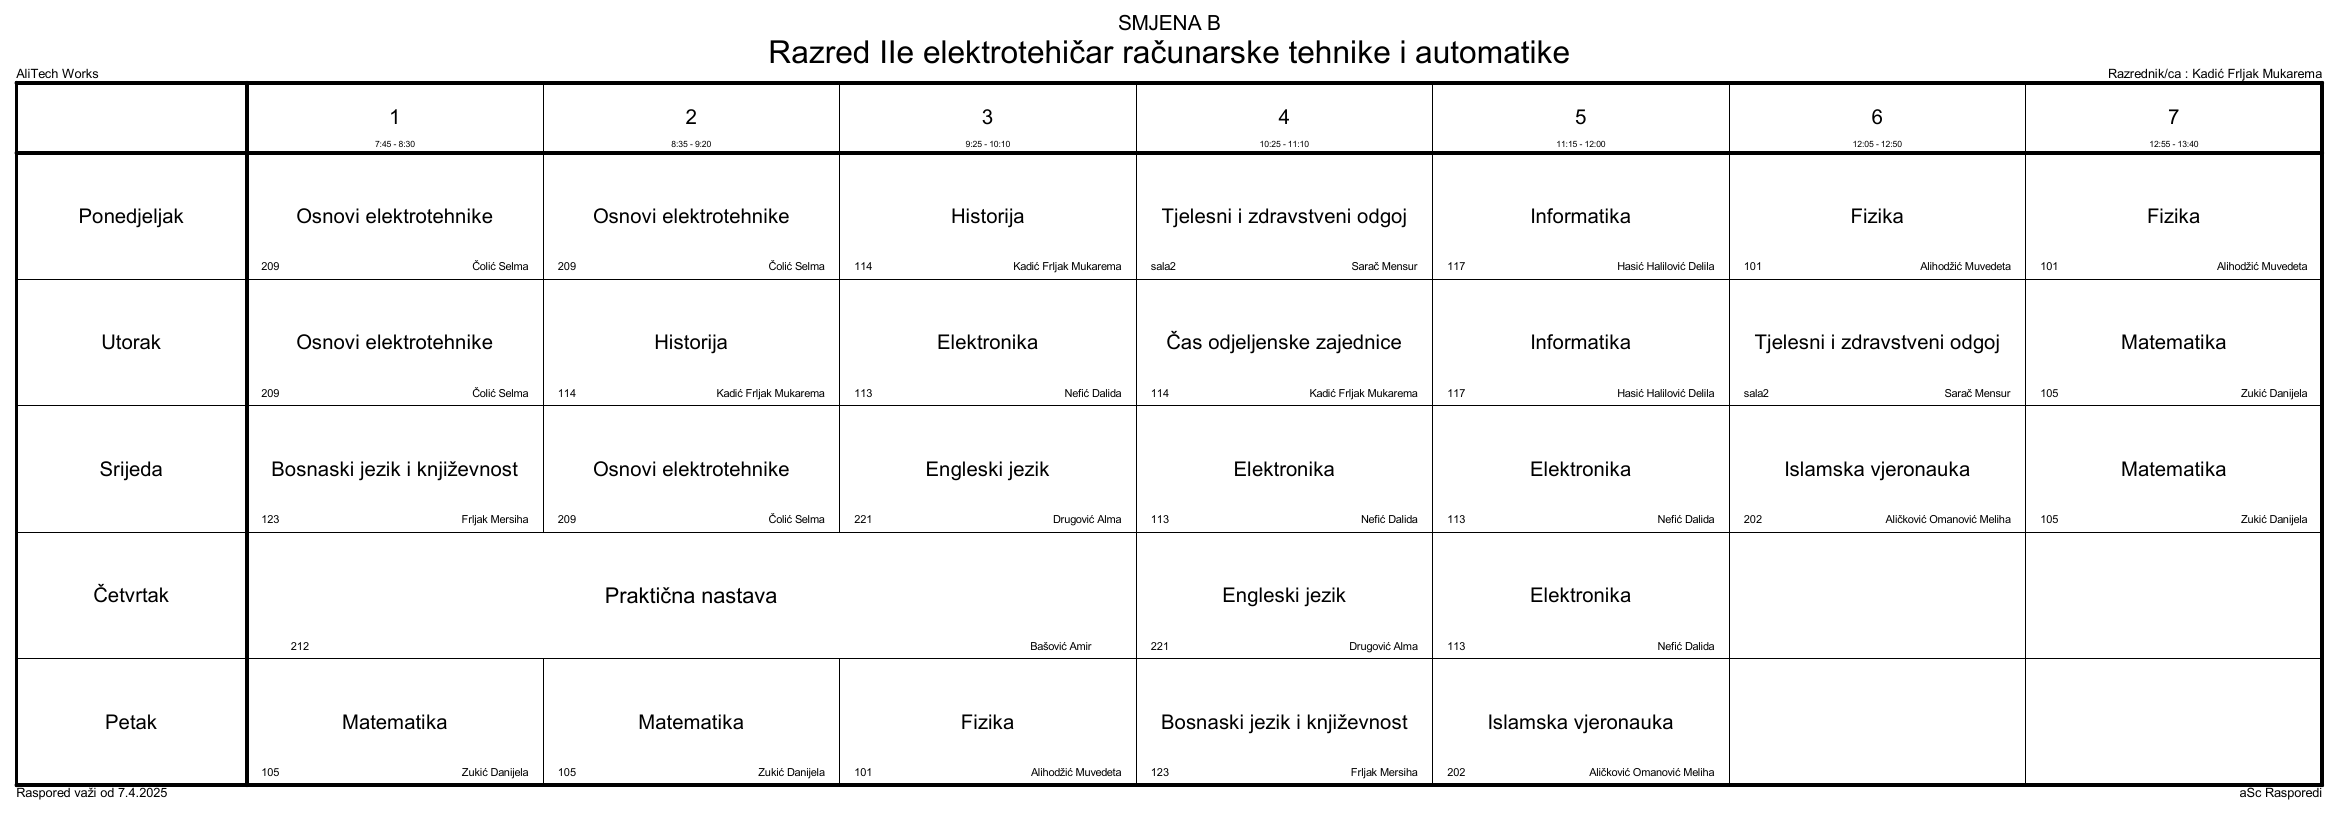 SMJENA B
Razred IIe elektrotehičar računarske tehnike i automatike
AliTech Works
Razrednik/ca : Kadić Frljak Mukarema
1 2 3 4 5 6 7
7:45 - 8:30 8:35 - 9:20 9:25 - 10:10 10:25 - 11:10 11:15 - 12:00 12:05 - 12:50 12:55 - 13:40
Ponedjeljak Osnovi elektrotehnike Osnovi elektrotehnike Historija Tjelesni i zdravstveni odgoj Informatika Fizika Fizika
209 Čolić Selma 209 Čolić Selma 114 Kadić Frljak Mukarema sala2 Sarač Mensur 117 Hasić Halilović Delila 101 Alihodžić Muvedeta 101 Alihodžić Muvedeta
Utorak Osnovi elektrotehnike Historija Elektronika Čas odjeljenske zajednice Informatika Tjelesni i zdravstveni odgoj Matematika
209 Čolić Selma 114 Kadić Frljak Mukarema 113 Nefić Dalida 114 Kadić Frljak Mukarema 117 Hasić Halilović Delila sala2 Sarač Mensur 105 Zukić Danijela
Srijeda Bosnaski jezik i književnost Osnovi elektrotehnike Engleski jezik Elektronika Elektronika Islamska vjeronauka Matematika
123 Frljak Mersiha 209 Čolić Selma 221 Drugović Alma 113 Nefić Dalida 113 Nefić Dalida 202 Aličković Omanović Meliha 105 Zukić Danijela
Četvrtak Praktična nastava Engleski jezik Elektronika
212 Bašović Amir 221 Drugović Alma 113 Nefić Dalida
Petak Matematika Matematika Fizika Bosnaski jezik i književnost Islamska vjeronauka
105 Zukić Danijela 105 Zukić Danijela 101 Alihodžić Muvedeta 123 Frljak Mersiha 202 Aličković Omanović Meliha
Raspored važi od 7.4.2025
aSc Rasporedi